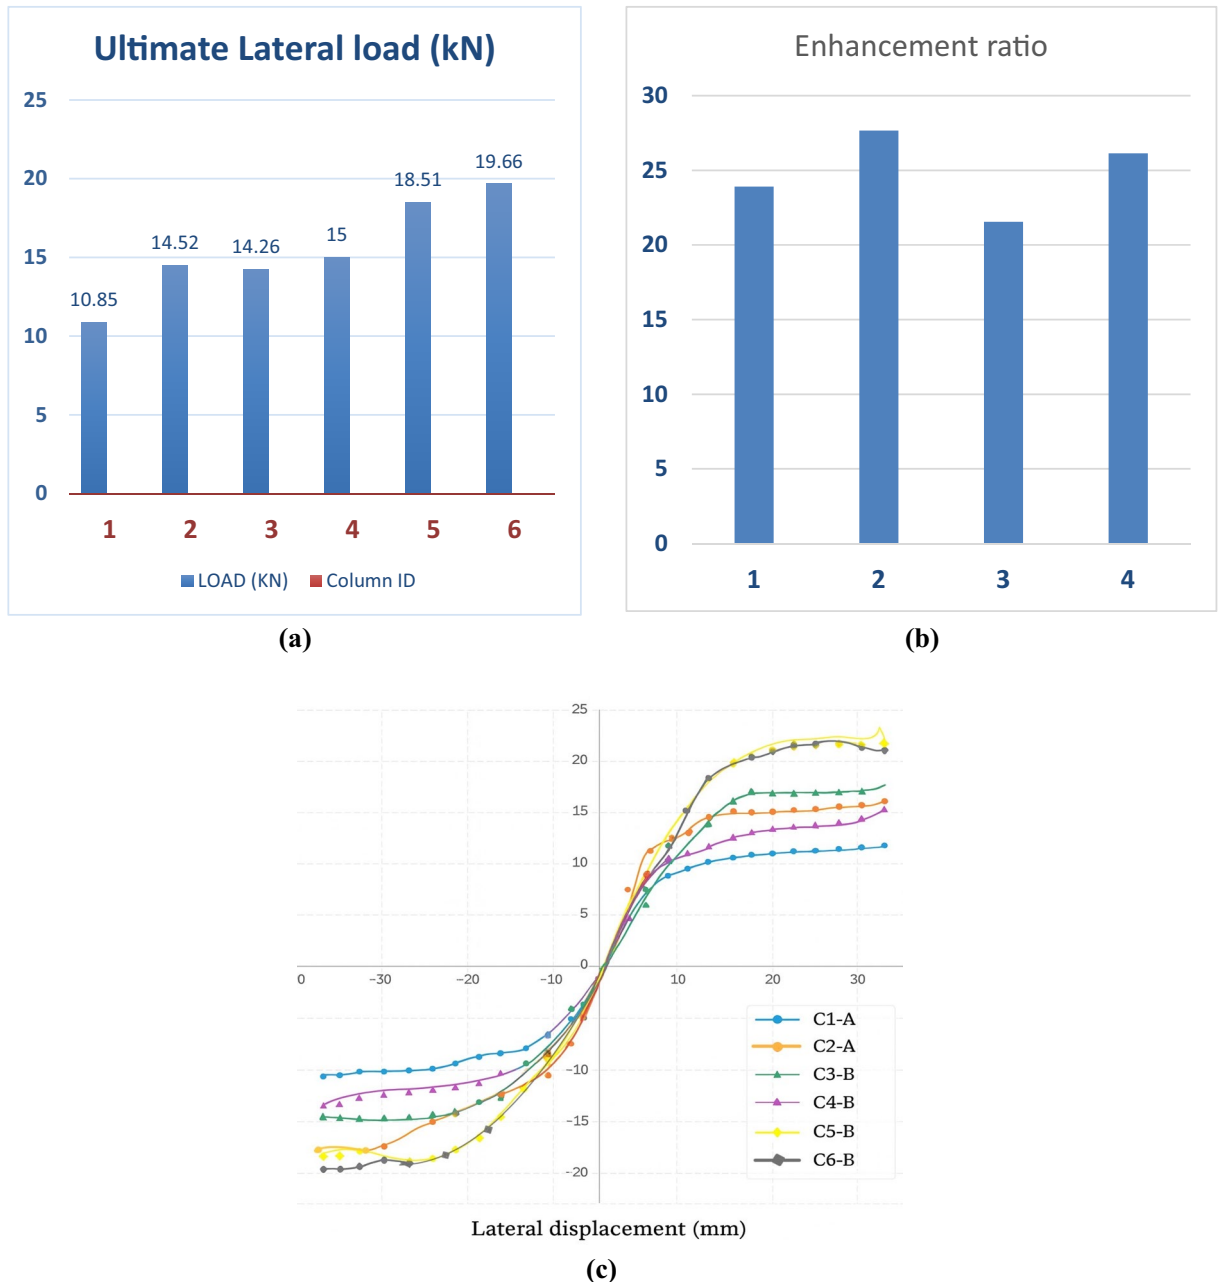 Ultimate Lateral load (kN)
25
20
15
10
5
0
10.85
14.52
14.26
15
18.51
19.66
1 2 3 4 5 6
LOAD (KN) Column ID
(a)
Enhancement ratio
30
25
20
15
10
5
0
1 2 3 4
(b)
25
20
15
10
5
0
0 -30 -20 -10 10 20 30
-10
-15
-20
C1-A
C2-A
C3-B
C4-B
C5-B
C6-B
Lateral displacement (mm)
(c)